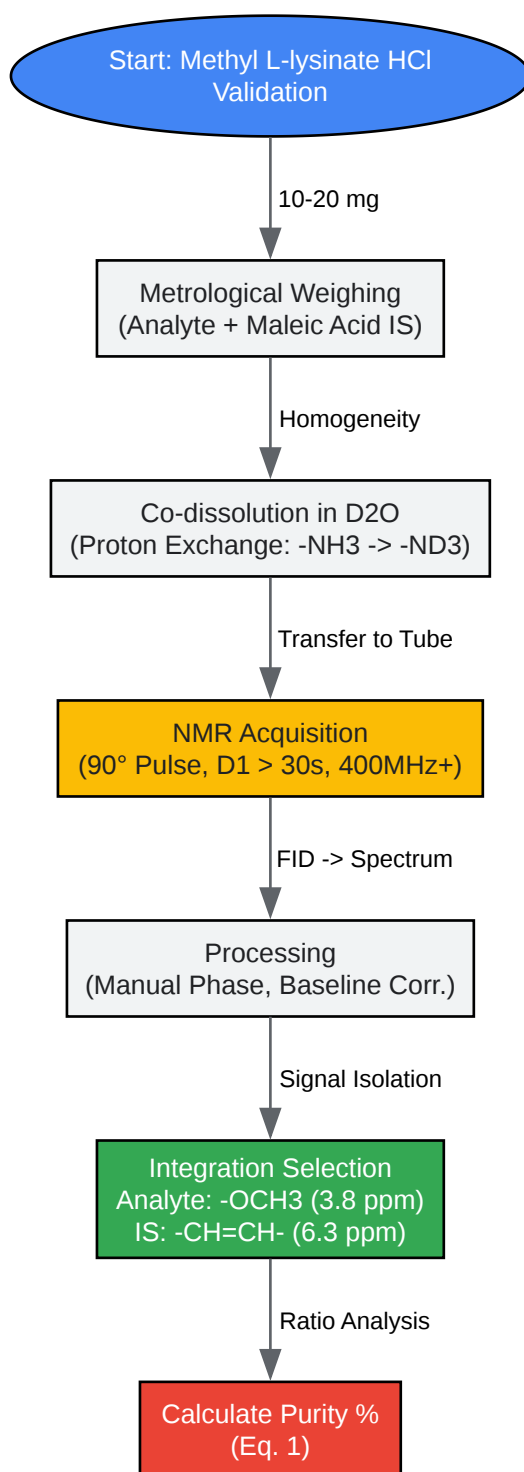 Start: Methyl L-lysinate HCl
Validation
10-20 mg
Metrological Weighing
(Analyte + Maleic Acid IS)
Homogeneity
Co-dissolution in D2O
(Proton Exchange: -NH3 -> -ND3)
Transfer to Tube
NMR Acquisition
(90° Pulse, D1 > 30s, 400MHz+)
FID -> Spectrum
Processing
(Manual Phase, Baseline Corr.)
Signal Isolation
Integration Selection
Analyte: -OCH3 (3.8 ppm)
IS: -CH=CH- (6.3 ppm)
Ratio Analysis
Calculate Purity %
(Eq. 1)